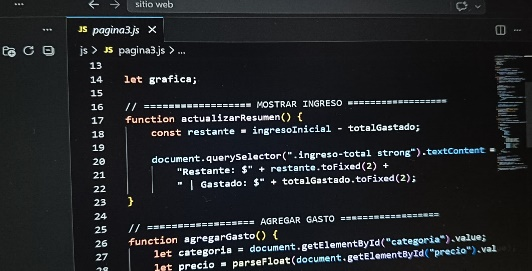 sitio web
JS pagina3.js ×
js > JS pagina3.js > ...
13
14 let grafica;
15
16 // =================== MOSTRAR INGRESO ==================
17 function actualizarResumen() {
18 const restante = ingresoInicial - totalGastado;
19
20 document.querySelector(".ingreso-total strong").textContent =
21 "Restante: $" + restante.toFixed(2) +
22 " | Gastado: $" + totalGastado.toFixed(2);
23 }
24
25 // =================== AGREGAR GASTO ==================
26 function agregarGasto() {
27 let categoria = document.getElementById("categoria").value;
28 let precio = parseFloat(document.getElementById("precio").val